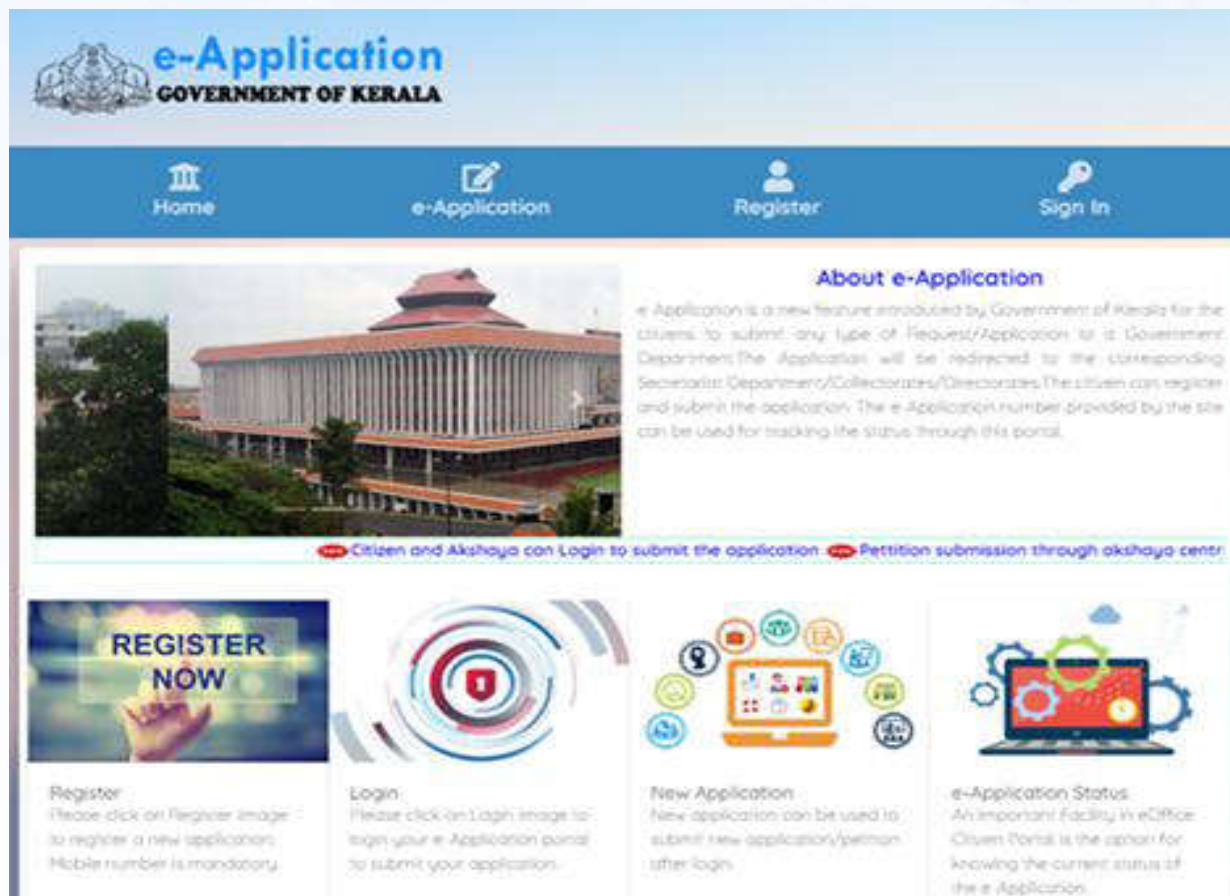 e-Application
GOVERNMENT OF KERALA
Home
e-Application
Register
Sign In
About e-Application
e Application is a new feature introduced by Government of Kerala for the
citizens to submit any type of Request/Application to a Government
Department.The Application will be redirected to the corresponding
Secretariat Department/Collectorates/Directorates.The citizen can register
and submit the application. The e Application number provided by the site
can be used for tracking the status through this portal.
Citizen and Akshaya can Login to submit the application
Pettition submission through akshaya centr
REGISTER
NOW
Register
Please click on Register image
to register a new application.
Mobile number is mandatory.
Login
Please click on Login image to
login your e Application portal
to submit your application.
New Application
New application can be used to
submit new application/petition
after login.
e-Application Status
An Important Facility in eOffice
Citizen Portal is the option for
knowing the current status of
the e Application